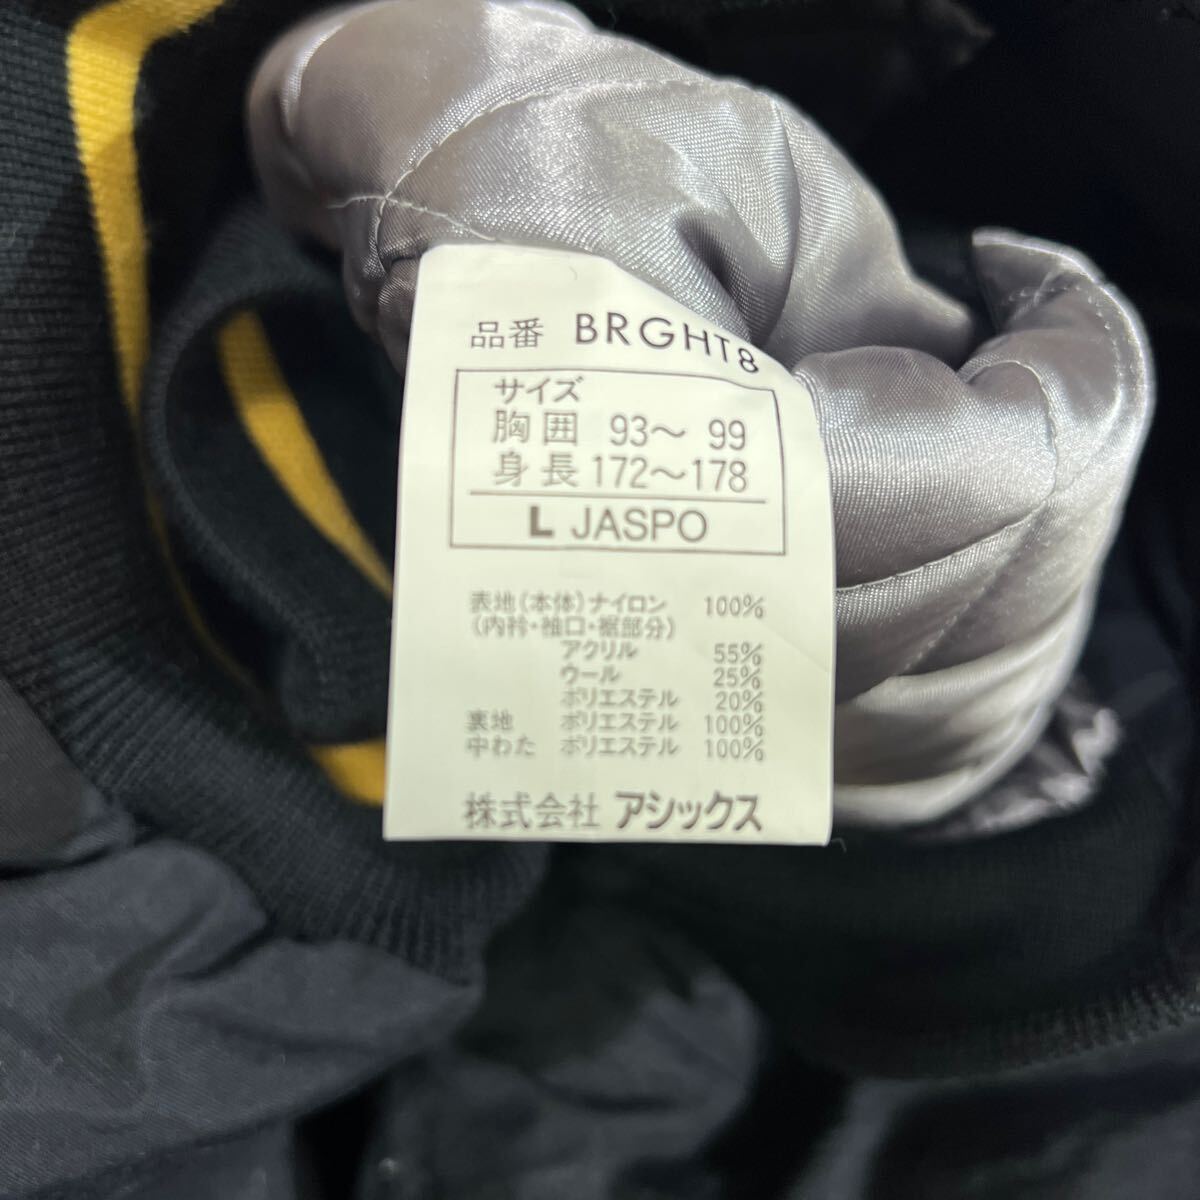 品番 BRGHT8
サイズ
胸囲 93〜 99
身長 172〜178
L JASPO
表地(本体)ナイロン 100%
(内衿・袖口・裾部分)
アクリル 55%
ウール 25%
ポリエステル 20%
裏地 ポリエステル 100%
中わた ポリエステル 100%
株式会社 アシックス